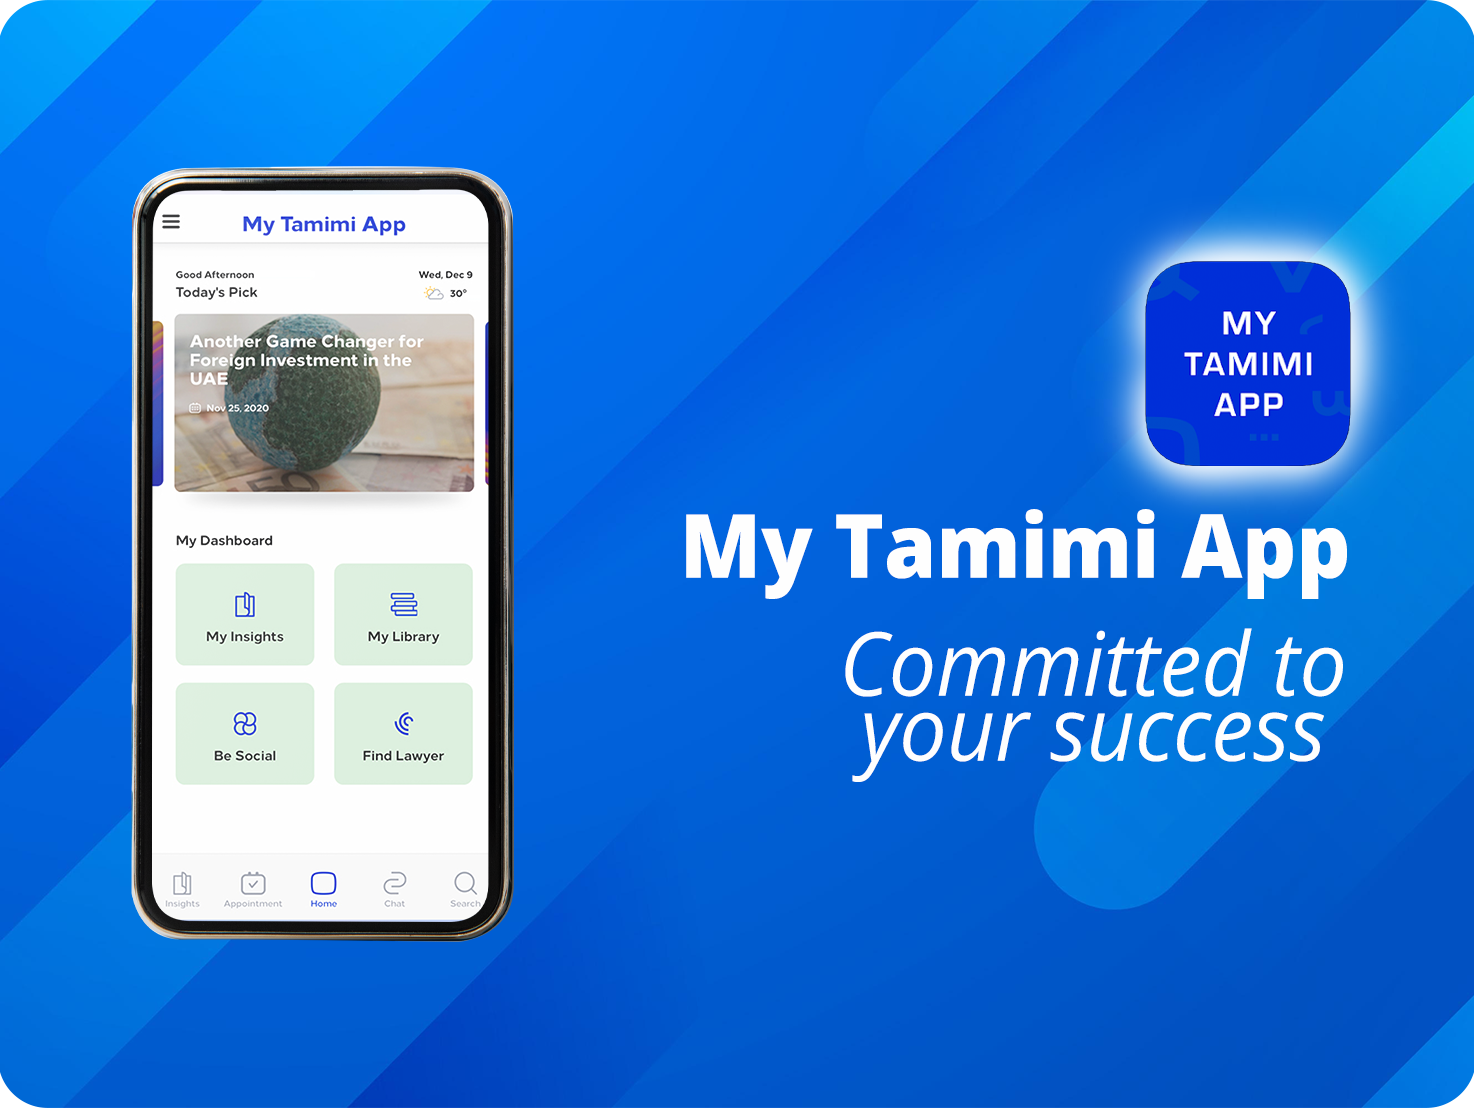 My Tamimi App
Good Afternoon
Wed, Dec 9
Today's Pick
30°
Another Game Changer for
Foreign Investment in the
UAE
Nov 25, 2020
My Dashboard
My Insights
My Library
Be Social
Find Lawyer
Insights
Appointment
Home
Chat
Search
MY
TAMIMI
APP
My Tamimi App
Committed to
your success